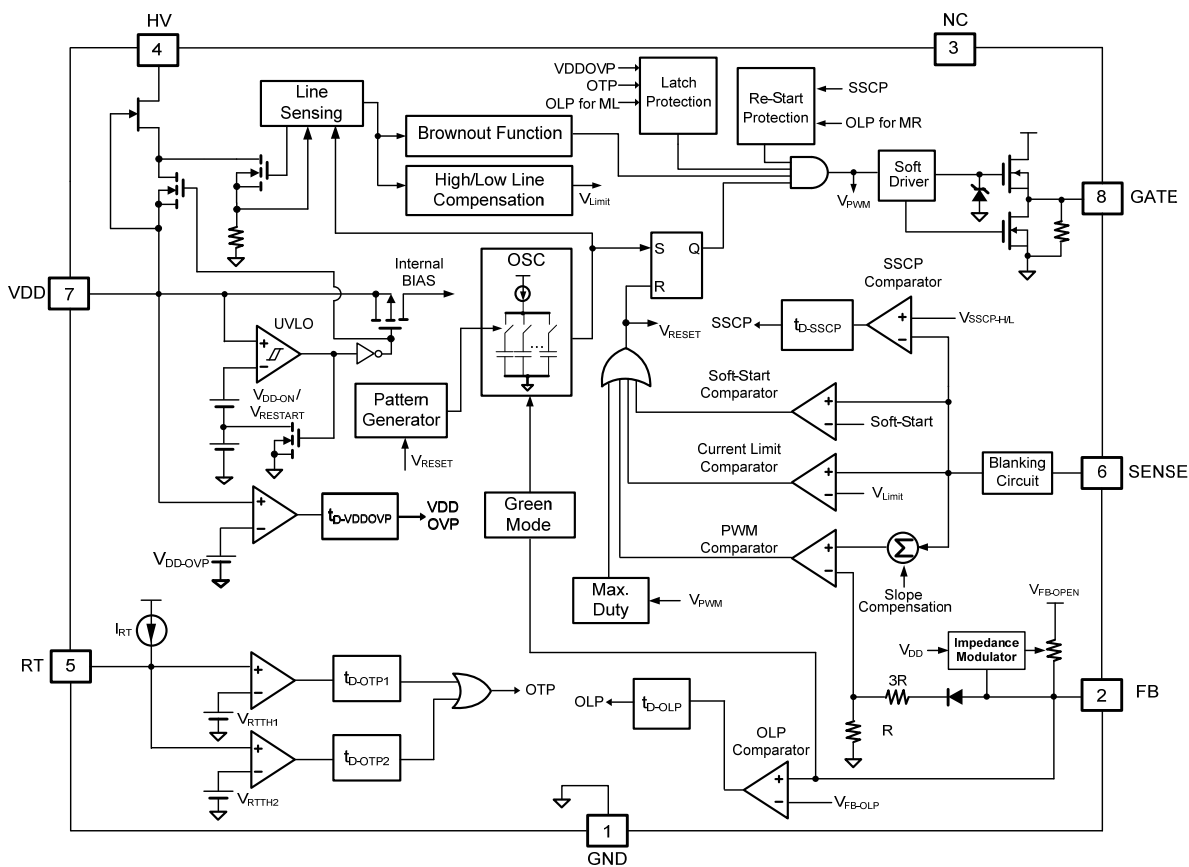 HV
4
NC
3
Line
Sensing
VDDOVP
OTP
OLP for ML
Latch
Protection
Re-Start
Protection
SSCP
OLP for MR
Brownout Function
High/Low Line
Compensation
VLimit
VPWM
Soft
Driver
8
GATE
VDD
7
Internal
BIAS
OSC
...
S
Q
R
VRESET
SSCP
Comparator
SSCP
tD-SSCP
+
−
VSSCP-H/L
UVLO
+
−
VDD-ON /
VRESTART
Pattern
Generator
VRESET
Soft-Start
Comparator
+
−
Soft-Start
Current Limit
Comparator
+
−
VLimit
Blanking
Circuit
6
SENSE
+
−
tD-VDDOVP
VDD
OVP
VDD-OVP
Green
Mode
PWM
Comparator
+
−
Σ
Slope
Compensation
Max.
Duty
VPWM
VFB-OPEN
VDD
Impedance
Modulator
IRT
RT
5
+
−
VRTTH1
tD-OTP1
OTP
+
−
VRTTH2
tD-OTP2
3R
R
2
FB
OLP
tD-OLP
OLP
Comparator
+
−
VFB-OLP
1
GND